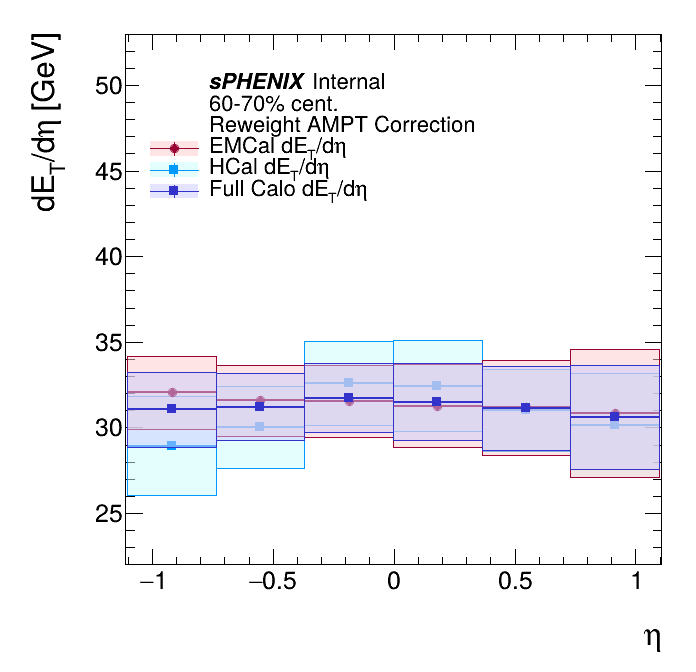 dE_T/dη [GeV]
50
45
40
35
30
25
sPHENIX Internal
60-70% cent.
Reweight AMPT Correction
EMCal dE_T/dη
HCal dE_T/dη
Full Calo dE_T/dη
−1 −0.5 0 0.5 1
η